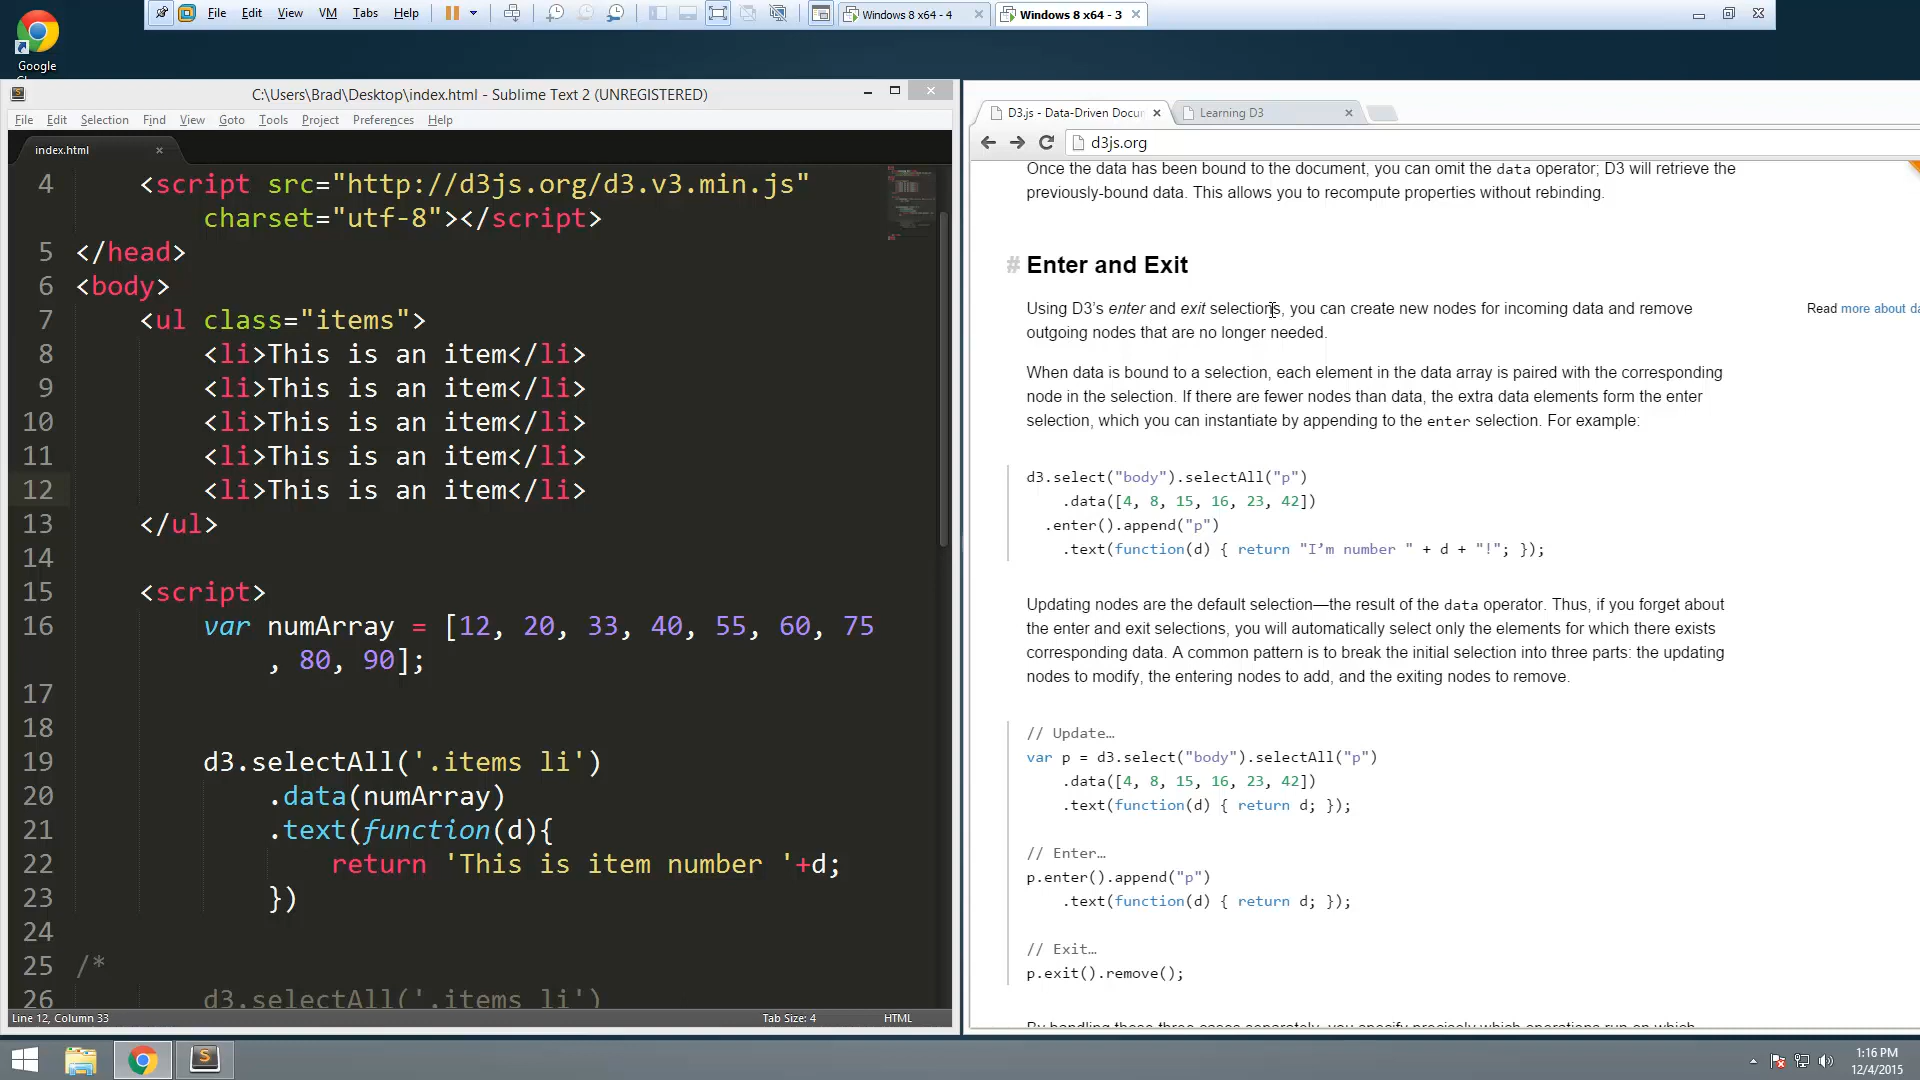 File Edit View VM Tabs Help
Windows 8 x64 - 4
Windows 8 x64 - 3
Google
C:\Users\Brad\Desktop\index.html - Sublime Text 2 (UNREGISTERED)
File Edit Selection Find View Goto Tools Project Preferences Help
index.html
4 <script src="http://d3js.org/d3.v3.min.js"
charset="utf-8"></script>
5 </head>
6 <body>
7 <ul class="items">
8 <li>This is an item</li>
9 <li>This is an item</li>
10 <li>This is an item</li>
11 <li>This is an item</li>
12 <li>This is an item</li>
13 </ul>
14
15 <script>
16 var numArray = [12, 20, 33, 40, 55, 60, 75
, 80, 90];
17
18
19 d3.selectAll('.items li')
20 .data(numArray)
21 .text(function(d){
22 return 'This is item number '+d;
23 })
24
25 /*
26 d3.selectAll('.items li')
Line 12, Column 33
Tab Size: 4
HTML
D3.js - Data-Driven Docum
Learning D3
d3js.org
Once the data has been bound to the document, you can omit the data operator; D3 will retrieve the
previously-bound data. This allows you to recompute properties without rebinding.
# Enter and Exit
Using D3’s enter and exit selections, you can create new nodes for incoming data and remove
outgoing nodes that are no longer needed.
Read more about da
When data is bound to a selection, each element in the data array is paired with the corresponding
node in the selection. If there are fewer nodes than data, the extra data elements form the enter
selection, which you can instantiate by appending to the enter selection. For example:
d3.select("body").selectAll("p")
.data([4, 8, 15, 16, 23, 42])
.enter().append("p")
.text(function(d) { return "I’m number " + d + "!"; });
Updating nodes are the default selection—the result of the data operator. Thus, if you forget about
the enter and exit selections, you will automatically select only the elements for which there exists
corresponding data. A common pattern is to break the initial selection into three parts: the updating
nodes to modify, the entering nodes to add, and the exiting nodes to remove.
// Update…
var p = d3.select("body").selectAll("p")
.data([4, 8, 15, 16, 23, 42])
.text(function(d) { return d; });
// Enter…
p.enter().append("p")
.text(function(d) { return d; });
// Exit…
p.exit().remove();
By handling these three cases separately, you specify precisely which operations run on which
1:16 PM
12/4/2015